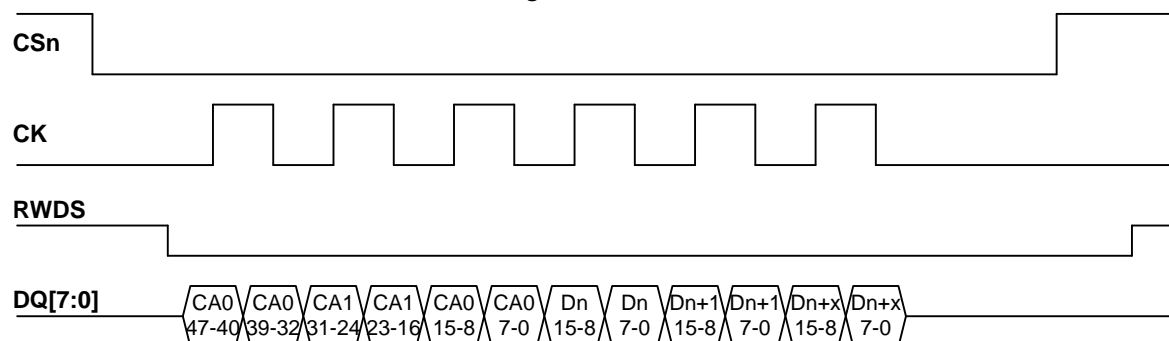 CSn
CK
RWDS
DQ[7:0]
CA0 CA0 CA1 CA1 CA0 CA0 Dn Dn Dn+1 Dn+1 Dn+x Dn+x
47-40 39-32 31-24 23-16 15-8 7-0 15-8 7-0 15-8 7-0 15-8 7-0